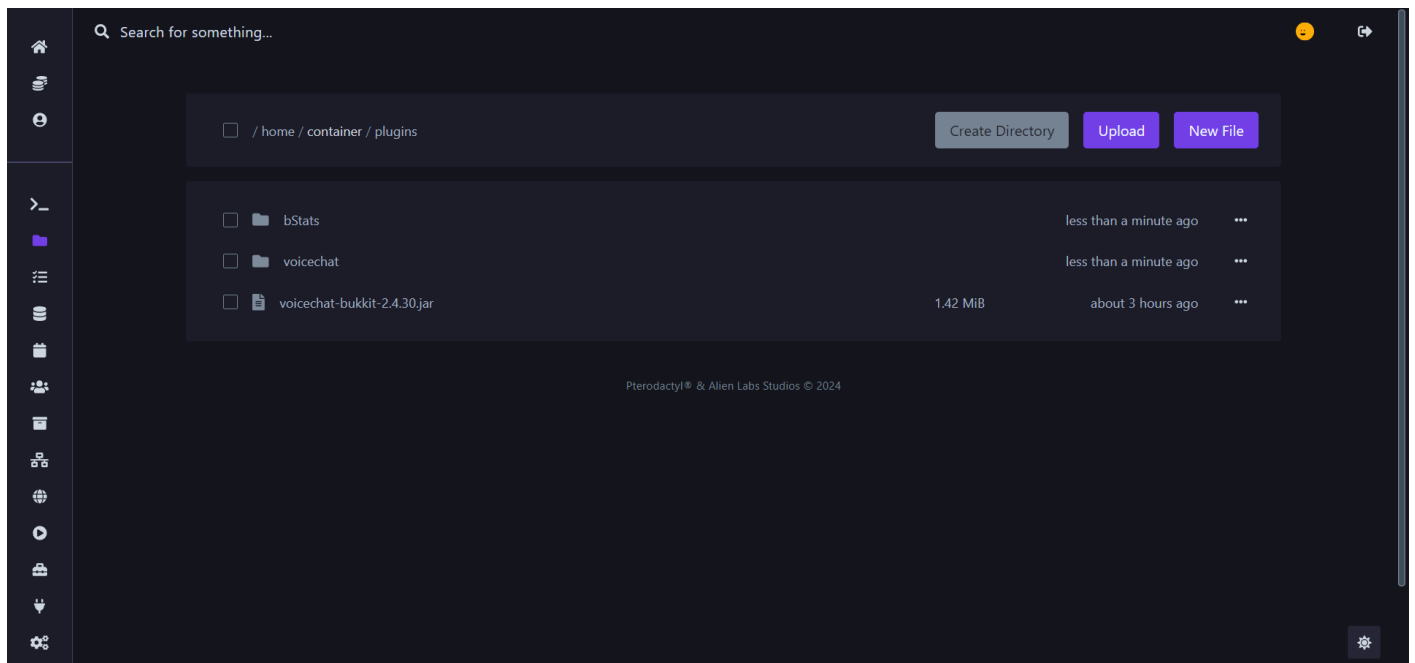 Search for something...
/ home / container / plugins
Create Directory
Upload
New File
bStats
less than a minute ago
voicechat
less than a minute ago
voicechat-bukkit-2.4.30.jar
1.42 MiB
about 3 hours ago
Pterodactyl® & Alien Labs Studios © 2024